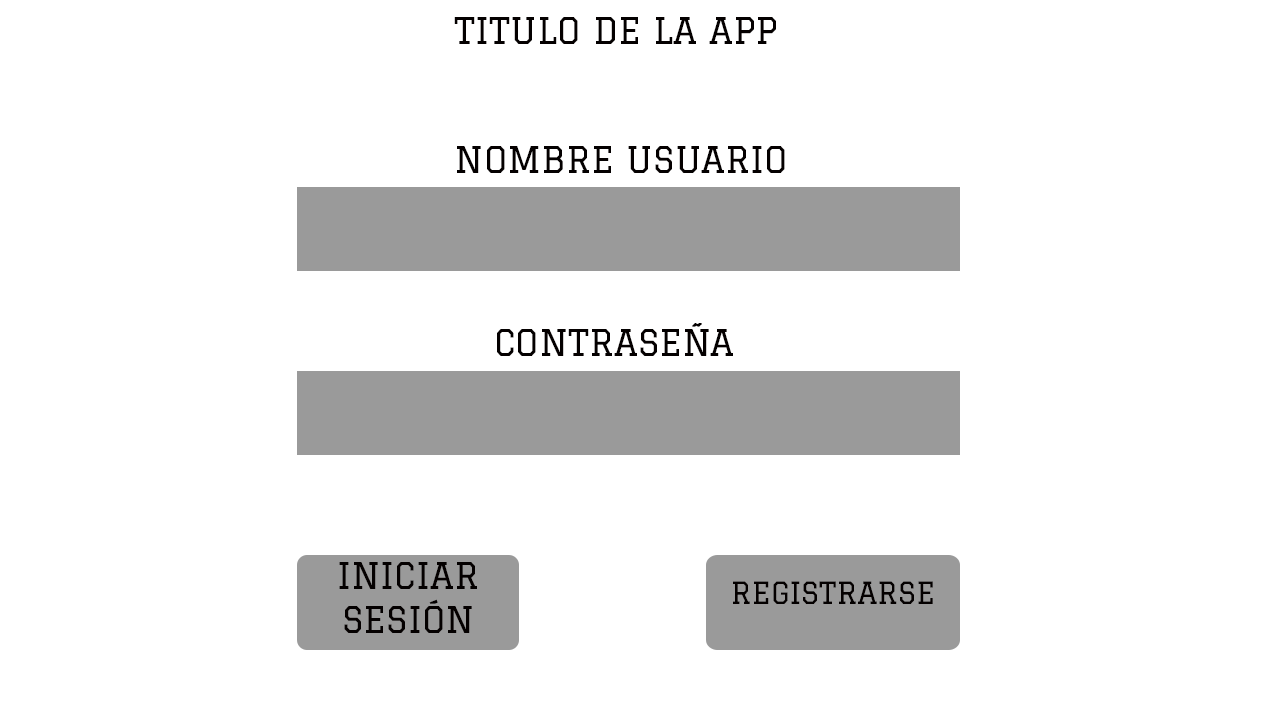 TITULO DE LA APP
NOMBRE USUARIO
CONTRASEÑA
INICIAR
SESIÓN
REGISTRARSE